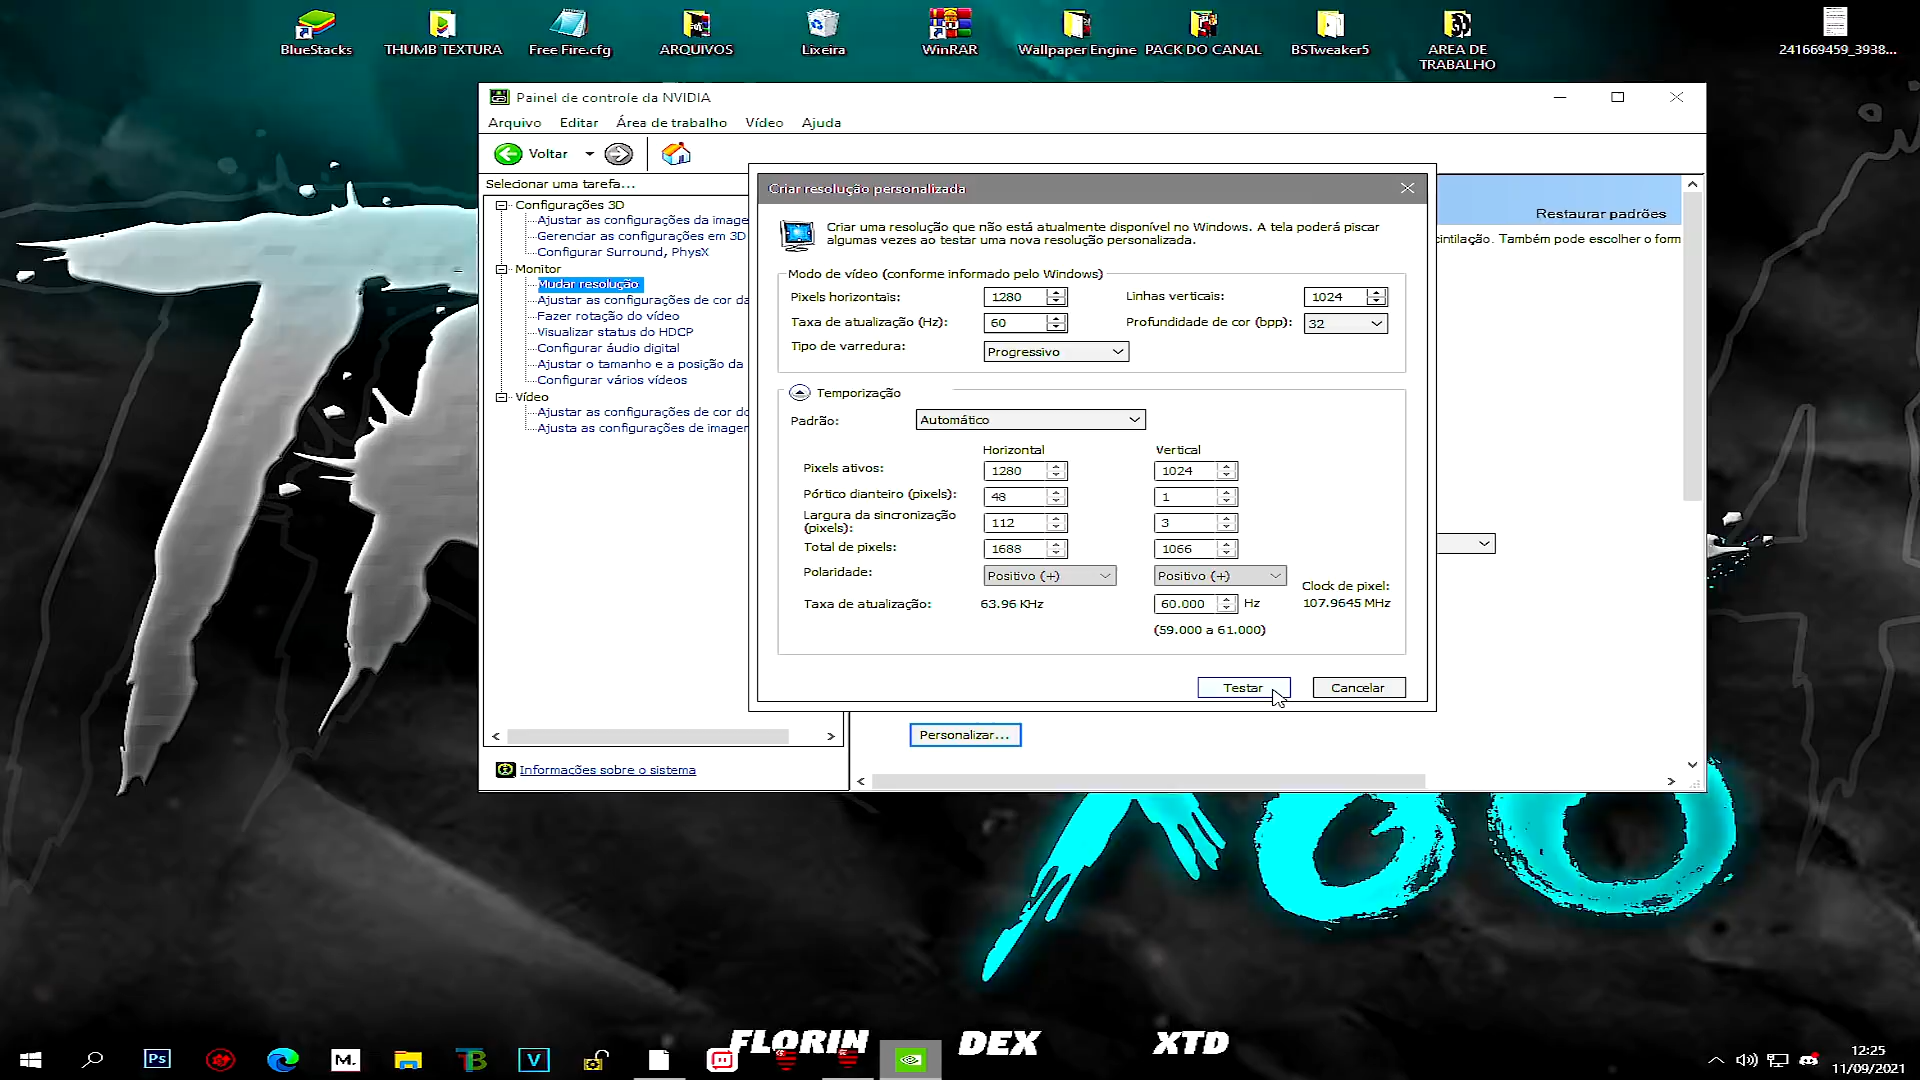 BlueStacks
THUMB TEXTURA
Free Fire.cfg
ARQUIVOS
Lixeira
WinRAR
Wallpaper Engine
PACK DO CANAL
BSTweaker5
AREA DE
TRABALHO
241669459_3938...
Painel de controle da NVIDIA
Arquivo Editar Área de trabalho Vídeo Ajuda
Voltar
Selecionar uma tarefa...
Configurações 3D
Ajustar as configurações da image
Gerenciar as configurações em 3D
Configurar Surround, PhysX
Monitor
Mudar resolução
Ajustar as configurações de cor da
Fazer rotação do vídeo
Visualizar status do HDCP
Configurar áudio digital
Ajustar o tamanho e a posição da
Configurar vários vídeos
Vídeo
Ajustar as configurações de cor do
Ajusta as configurações de imager
Informações sobre o sistema
Restaurar padrões
cintilação. Também pode escolher o form
Criar resolução personalizada
Criar uma resolução que não está atualmente disponível no Windows. A tela poderá piscar
algumas vezes ao testar uma nova resolução personalizada.
Modo de vídeo (conforme informado pelo Windows)
Pixels horizontais: 1280 Linhas verticais: 1024
Taxa de atualização (Hz): 60 Profundidade de cor (bpp): 32
Tipo de varredura: Progressivo
Temporização
Padrão: Automático
Horizontal Vertical
Pixels ativos: 1280 1024
Pórtico dianteiro (pixels): 48 1
Largura da sincronização
(pixels): 112 3
Total de pixels: 1688 1066
Polaridade: Positivo (+) Positivo (+)
Clock de pixel:
Taxa de atualização: 63.96 KHz 60.000 Hz 107.9645 MHz
(59.000 a 61.000)
Testar Cancelar
Personalizar...
FLORIN DEX XTD
Ps
M.
TB
V
12:25
11/09/2021